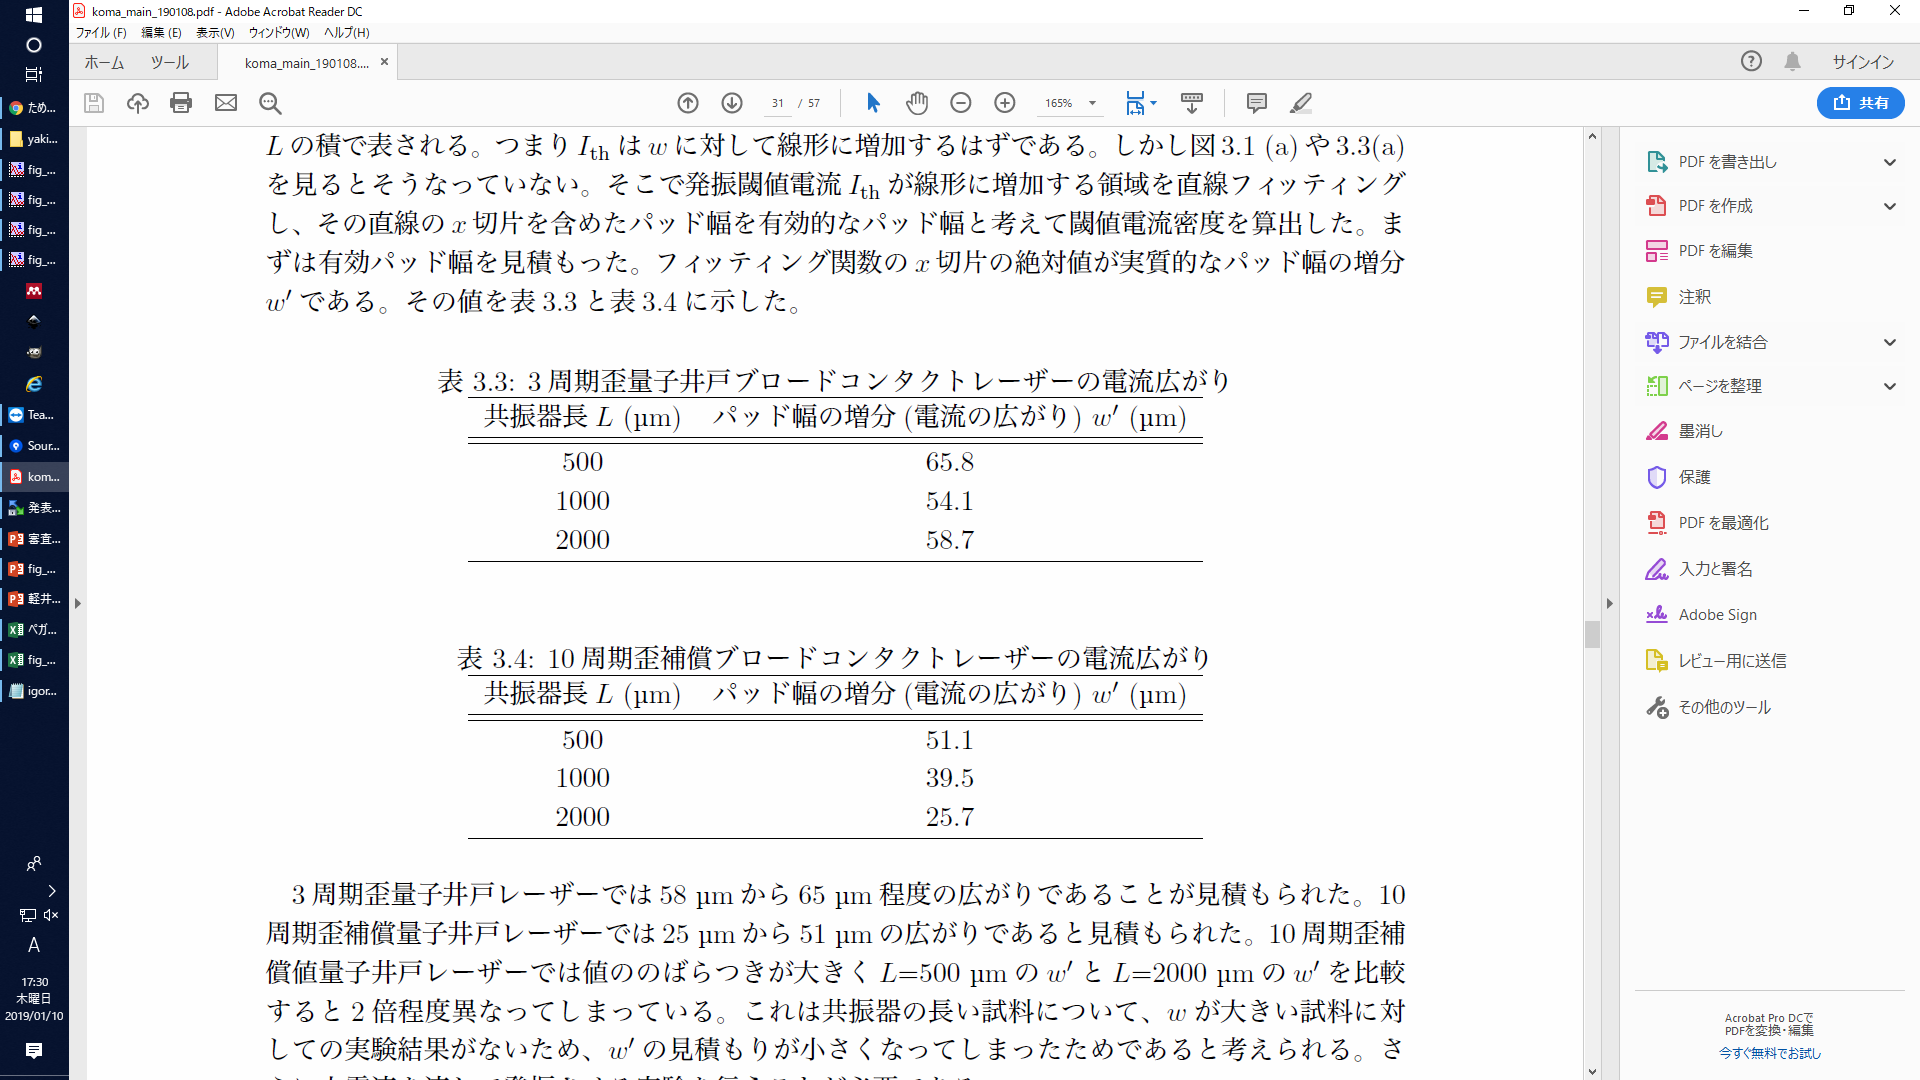 koma_main_190108.pdf - Adobe Acrobat Reader DC
ファイル (F) 編集 (E) 表示(V) ウィンドウ(W) ヘルプ(H)
ホーム ツール koma_main_190108.... × サインイン
31 / 57 165% 共有
ため...
yaki...
fig_...
fig_...
fig_...
fig_...
Tea...
Sour...
kom...
発表...
審査...
fig_...
軽井...
ペガ...
fig_...
igor...
A
17:30
木曜日
2019/01/10
L の積で表される。つまり Ith は w に対して線形に増加するはずである。しかし図 3.1 (a) や 3.3(a)
を見るとそうなっていない。そこで発振閾値電流 Ith が線形に増加する領域を直線フィッティング
し、その直線の x 切片を含めたパッド幅を有効的なパッド幅と考えて閾値電流密度を算出した。ま
ずは有効パッド幅を見積もった。フィッティング関数の x 切片の絶対値が実質的なパッド幅の増分
w′ である。その値を表 3.3 と表 3.4 に示した。
表 3.3: 3 周期歪量子井戸ブロードコンタクトレーザーの電流広がり
共振器長 L (µm) パッド幅の増分 (電流の広がり) w′ (µm)
500 65.8
1000 54.1
2000 58.7
表 3.4: 10 周期歪補償ブロードコンタクトレーザーの電流広がり
共振器長 L (µm) パッド幅の増分 (電流の広がり) w′ (µm)
500 51.1
1000 39.5
2000 25.7
3 周期歪量子井戸レーザーでは 58 µm から 65 µm 程度の広がりであることが見積もられた。10
周期歪補償量子井戸レーザーでは 25 µm から 51 µm の広がりであると見積もられた。10 周期歪補
償値量子井戸レーザーでは値ののばらつきが大きく L=500 µm の w′ と L=2000 µm の w′ を比較
すると 2 倍程度異なってしまっている。これは共振器の長い試料について、w が大きい試料に対
しての実験結果がないため、w′ の見積もりが小さくなってしまったためであると考えられる。さ
PDF を書き出し
PDF を作成
PDF を編集
注釈
ファイルを結合
ページを整理
墨消し
保護
PDF を最適化
入力と署名
Adobe Sign
レビュー用に送信
その他のツール
Acrobat Pro DCで
PDFを変換・編集
今すぐ無料でお試し